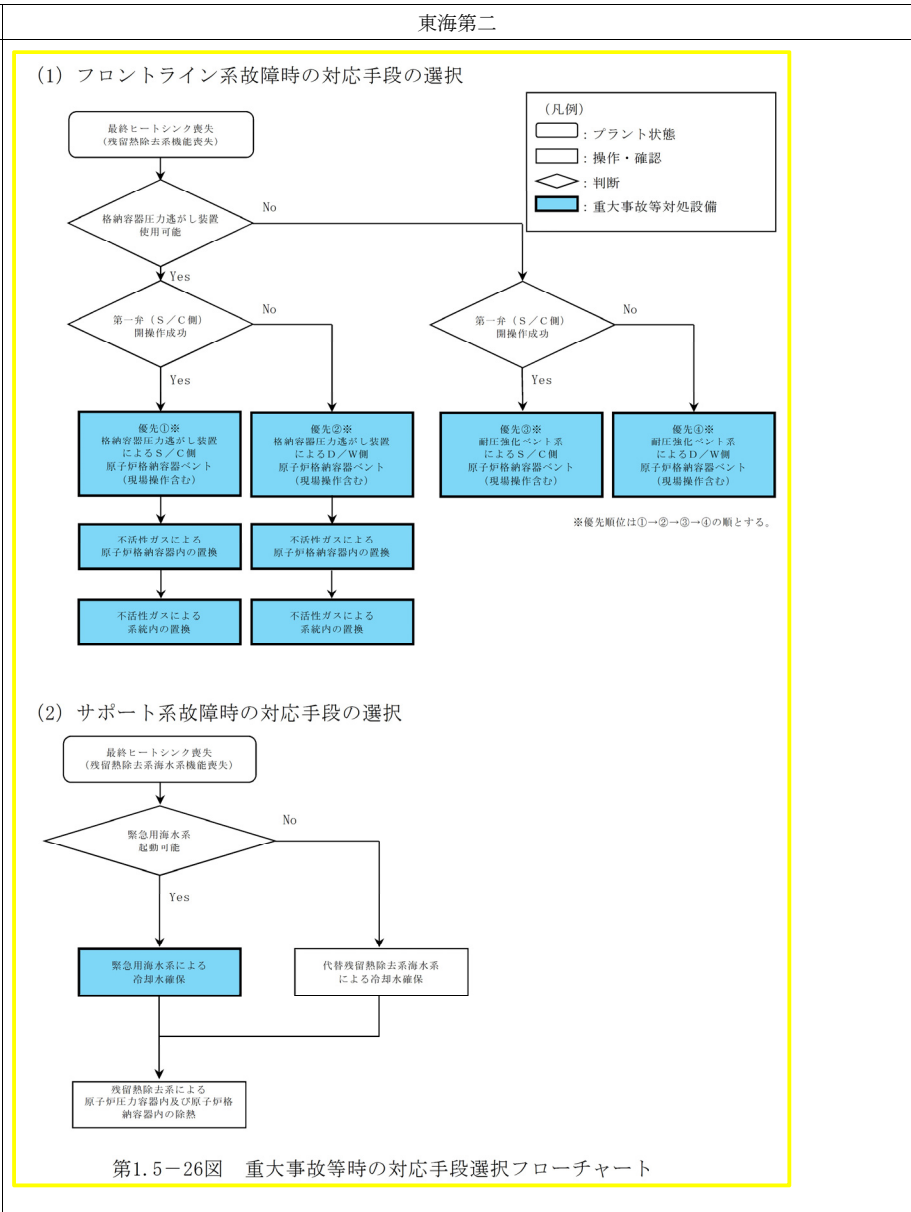 東海第二
(1) フロントライン系故障時の対応手段の選択
(凡例)
:プラント状態
:操作・確認
:判断
:重大事故等対処設備
最終ヒートシンク喪失
(残留熱除去系機能喪失)
格納容器圧力逃がし装置
使用可能
No
Yes
第一弁(S/C側)
開操作成功
No
Yes
第一弁(S/C側)
開操作成功
No
Yes
優先①※
格納容器圧力逃がし装置
によるS/C側
原子炉格納容器ベント
(現場操作含む)
優先②※
格納容器圧力逃がし装置
によるD/W側
原子炉格納容器ベント
(現場操作含む)
優先③※
耐圧強化ベント系
によるS/C側
原子炉格納容器ベント
(現場操作含む)
優先④※
耐圧強化ベント系
によるD/W側
原子炉格納容器ベント
(現場操作含む)
※優先順位は①→②→③→④の順とする。
不活性ガスによる
原子炉格納容器内の置換
不活性ガスによる
原子炉格納容器内の置換
不活性ガスによる
系統内の置換
不活性ガスによる
系統内の置換
(2) サポート系故障時の対応手段の選択
最終ヒートシンク喪失
(残留熱除去系海水系機能喪失)
緊急用海水系
起動可能
No
Yes
緊急用海水系による
冷却水確保
代替残留熱除去系海水系
による冷却水確保
残留熱除去系による
原子炉圧力容器内及び原子炉格
納容器内の除熱
第1.5-26図 重大事故等時の対応手段選択フローチャート